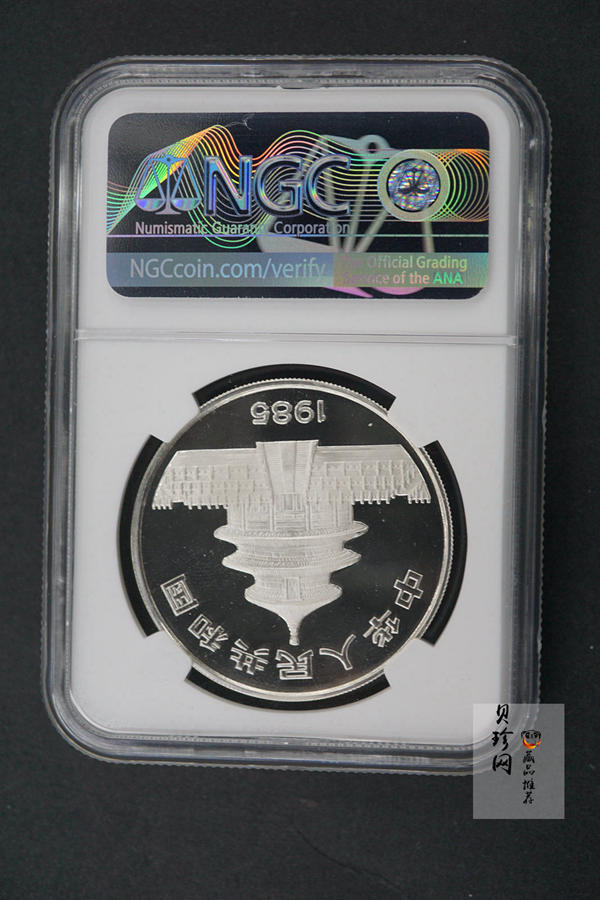 NGC
Numismatic Guaranty Corporation
NGCcoin.com/verify
Official Grading
of the ANA
1985
中华人民共和国
贝珍网
藏品推荐